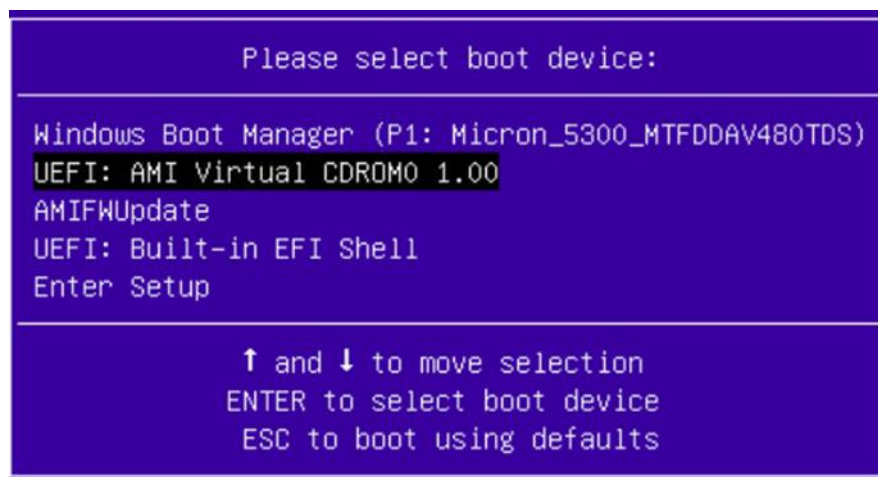 Please select boot device:
Windows Boot Manager (P1: Micron_5300_MTFDDAV480TDS)
UEFI: AMI Virtual CDROM0 1.00
AMIFWUpdate
UEFI: Built-in EFI Shell
Enter Setup
↑ and ↓ to move selection
ENTER to select boot device
ESC to boot using defaults